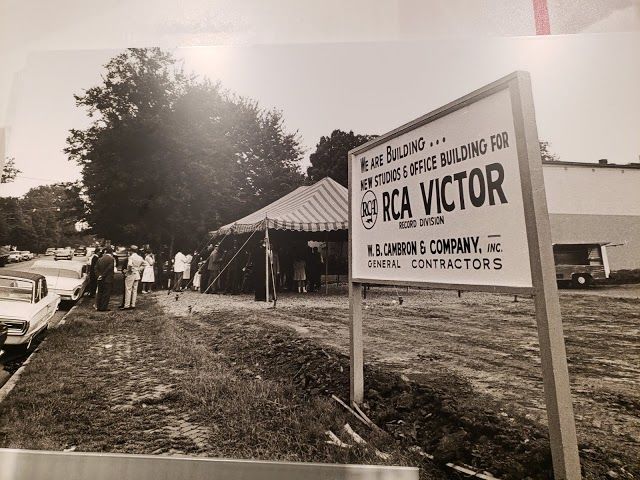 WE ARE BUILDING...
NEW STUDIOS & OFFICE BUILDING FOR
RCA RCA VICTOR
RECORD DIVISION
W. B. CAMBRON & COMPANY, INC.
GENERAL CONTRACTORS